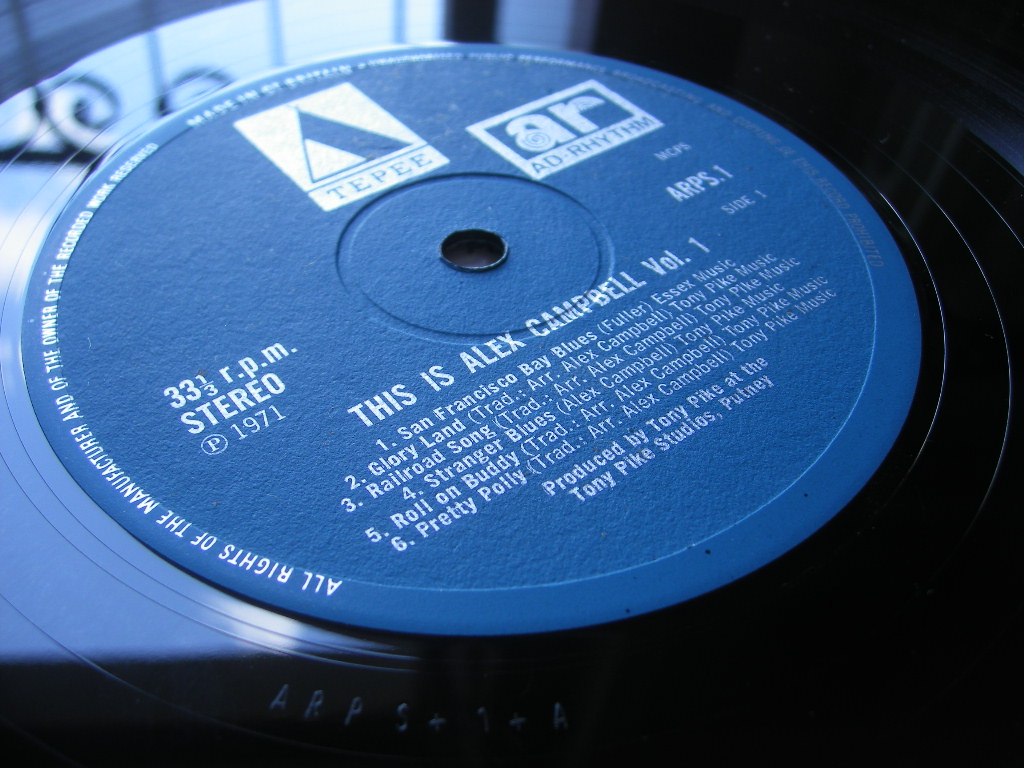 MADE IN GT BRITAIN
TEPEE
ar
AD-RHYTHM
MCPS
ARPS.1
SIDE 1
33⅓ r.p.m.
STEREO
Ⓟ 1971
THIS IS ALEX CAMPBELL Vol. 1
1. San Francisco Bay Blues (Fuller) Essex Music
2. Glory Land (Trad.: Arr. Alex Campbell) Tony Pike Music
3. Railroad Song (Trad.: Arr. Alex Campbell) Tony Pike Music
4. Stranger Blues (Alex Campbell) Tony Pike Music
5. Roll on Buddy (Trad.: Arr. Alex Campbell) Tony Pike Music
6. Pretty Polly (Trad.: Arr. Alex Campbell) Tony Pike Music
Produced by Tony Pike at the
Tony Pike Studios, Putney
ALL RIGHTS OF THE MANUFACTURER AND OF THE OWNER OF THE RECORDED WORK RESERVED
PROHIBITED
ARPS+1+A